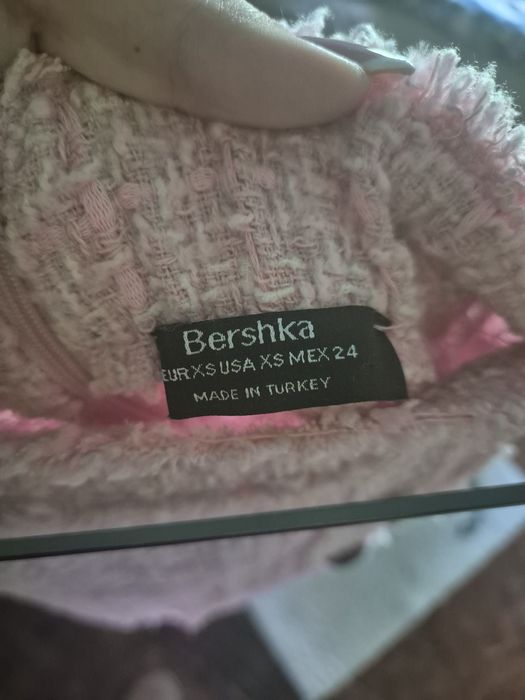 Bershka
EUR XS USA XS MEX 24
MADE IN TURKEY